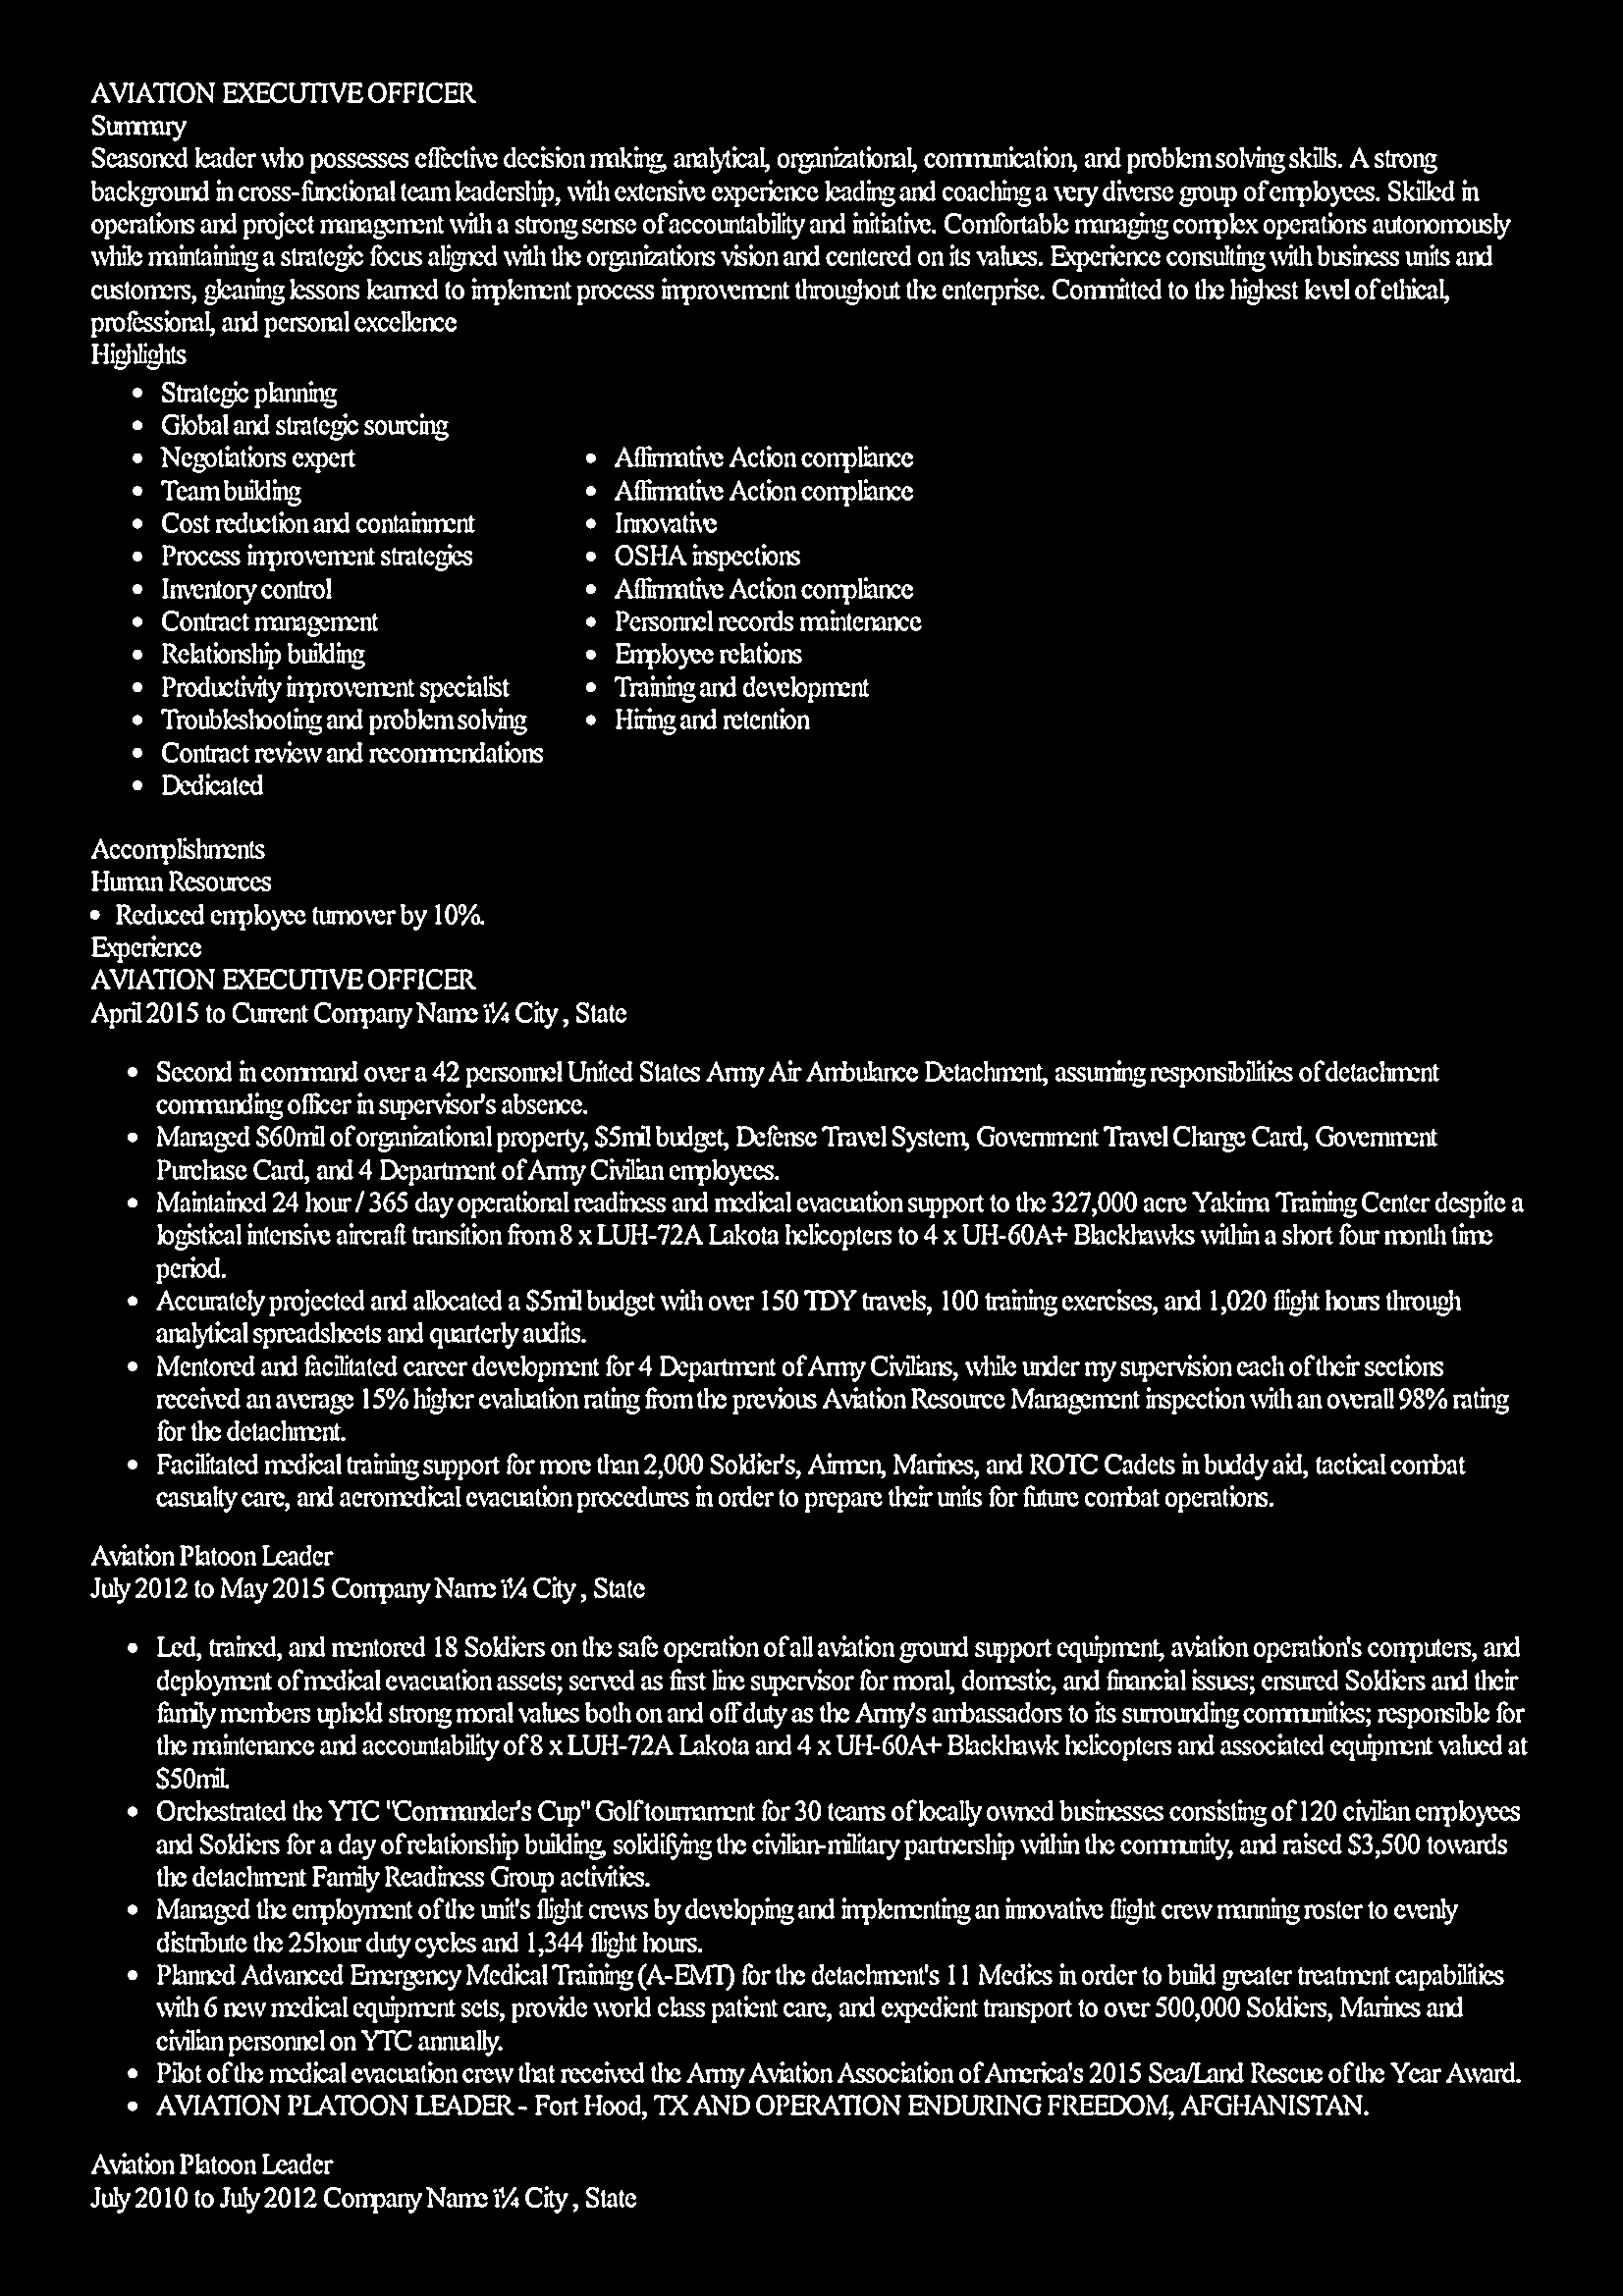 AVIATION EXECUTIVE OFFICER
Summary
Seasoned leader who possesses effective decision making, analytical, organizational, communication, and problem solving skills. A strong
background in cross-functional team leadership, with extensive experience leading and coaching a very diverse group of employees. Skilled in
operations and project management with a strong sense of accountability and initiative. Comfortable managing complex operations autonomously
while maintaining a strategic focus aligned with the organizations vision and centered on its values. Experience consulting with business units and
customers, gleaning lessons learned to implement process improvement throughout the enterprise. Committed to the highest level of ethical,
professional, and personal excellence
Highlights
• Strategic planning
• Global and strategic sourcing
• Negotiations expert
• Team building
• Cost reduction and containment
• Process improvement strategies
• Inventory control
• Contract management
• Relationship building
• Productivity improvement specialist
• Troubleshooting and problem solving
• Contract review and recommendations
• Dedicated
• Affirmative Action compliance
• Affirmative Action compliance
• Innovative
• OSHA inspections
• Affirmative Action compliance
• Personnel records maintenance
• Employee relations
• Training and development
• Hiring and retention
Accomplishments
Human Resources
• Reduced employee turnover by 10%.
Experience
AVIATION EXECUTIVE OFFICER
April 2015 to Current Company Name ï¼ City , State
• Second in command over a 42 personnel United States Army Air Ambulance Detachment, assuming responsibilities of detachment
commanding officer in supervisor's absence.
• Managed $60mil of organizational property, $5mil budget, Defense Travel System, Government Travel Charge Card, Government
Purchase Card, and 4 Department of Army Civilian employees.
• Maintained 24 hour / 365 day operational readiness and medical evacuation support to the 327,000 acre Yakima Training Center despite a
logistical intensive aircraft transition from 8 x LUH-72A Lakota helicopters to 4 x UH-60A+ Blackhawks within a short four month time
period.
• Accurately projected and allocated a $5mil budget with over 150 TDY travels, 100 training exercises, and 1,020 flight hours through
analytical spreadsheets and quarterly audits.
• Mentored and facilitated career development for 4 Department of Army Civilians, while under my supervision each of their sections
received an average 15% higher evaluation rating from the previous Aviation Resource Management inspection with an overall 98% rating
for the detachment.
• Facilitated medical training support for more than 2,000 Soldier's, Airmen, Marines, and ROTC Cadets in buddy aid, tactical combat
casualty care, and aeromedical evacuation procedures in order to prepare their units for future combat operations.
Aviation Platoon Leader
July 2012 to May 2015 Company Name ï¼ City , State
• Led, trained, and mentored 18 Soldiers on the safe operation of all aviation ground support equipment, aviation operation's computers, and
deployment of medical evacuation assets; served as first line supervisor for moral, domestic, and financial issues; ensured Soldiers and their
family members upheld strong moral values both on and off duty as the Army's ambassadors to its surrounding communities; responsible for
the maintenance and accountability of 8 x LUH-72A Lakota and 4 x UH-60A+ Blackhawk helicopters and associated equipment valued at
$50mil.
• Orchestrated the YTC "Commander's Cup" Golf tournament for 30 teams of locally owned businesses consisting of 120 civilian employees
and Soldiers for a day of relationship building, solidifying the civilian-military partnership within the community, and raised $3,500 towards
the detachment Family Readiness Group activities.
• Managed the employment of the unit's flight crews by developing and implementing an innovative flight crew manning roster to evenly
distribute the 25hour duty cycles and 1,344 flight hours.
• Planned Advanced Emergency Medical Training (A-EMT) for the detachment's 11 Medics in order to build greater treatment capabilities
with 6 new medical equipment sets, provide world class patient care, and expedient transport to over 500,000 Soldiers, Marines and
civilian personnel on YTC annually.
• Pilot of the medical evacuation crew that received the Army Aviation Association of America's 2015 Sea/Land Rescue of the Year Award.
• AVIATION PLATOON LEADER - Fort Hood, TX AND OPERATION ENDURING FREEDOM, AFGHANISTAN.
Aviation Platoon Leader
July 2010 to July 2012 Company Name ï¼ City , State